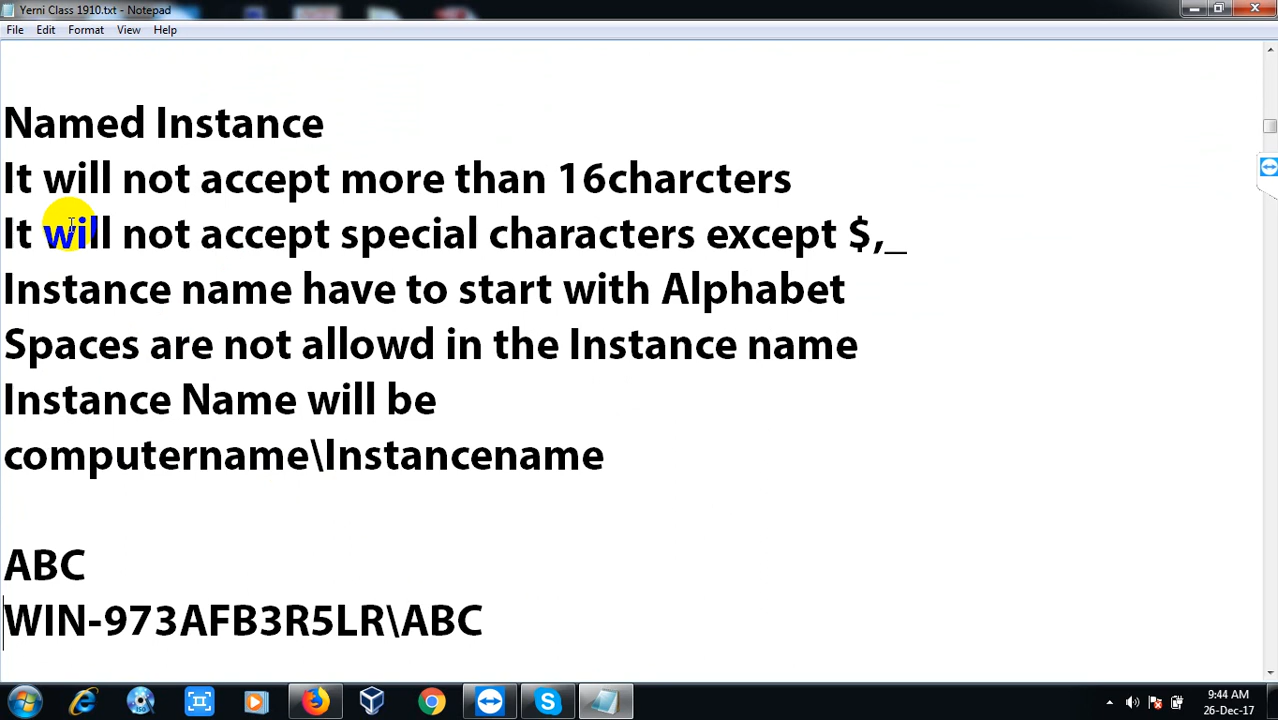 Yerni Class 1910.txt - Notepad
File Edit Format View Help
Named Instance
It will not accept more than 16charcters
It will not accept special characters except $,_
Instance name have to start with Alphabet
Spaces are not allowd in the Instance name
Instance Name will be
computername\Instancename
ABC
WIN-973AFB3R5LR\ABC
9:44 AM
26-Dec-17